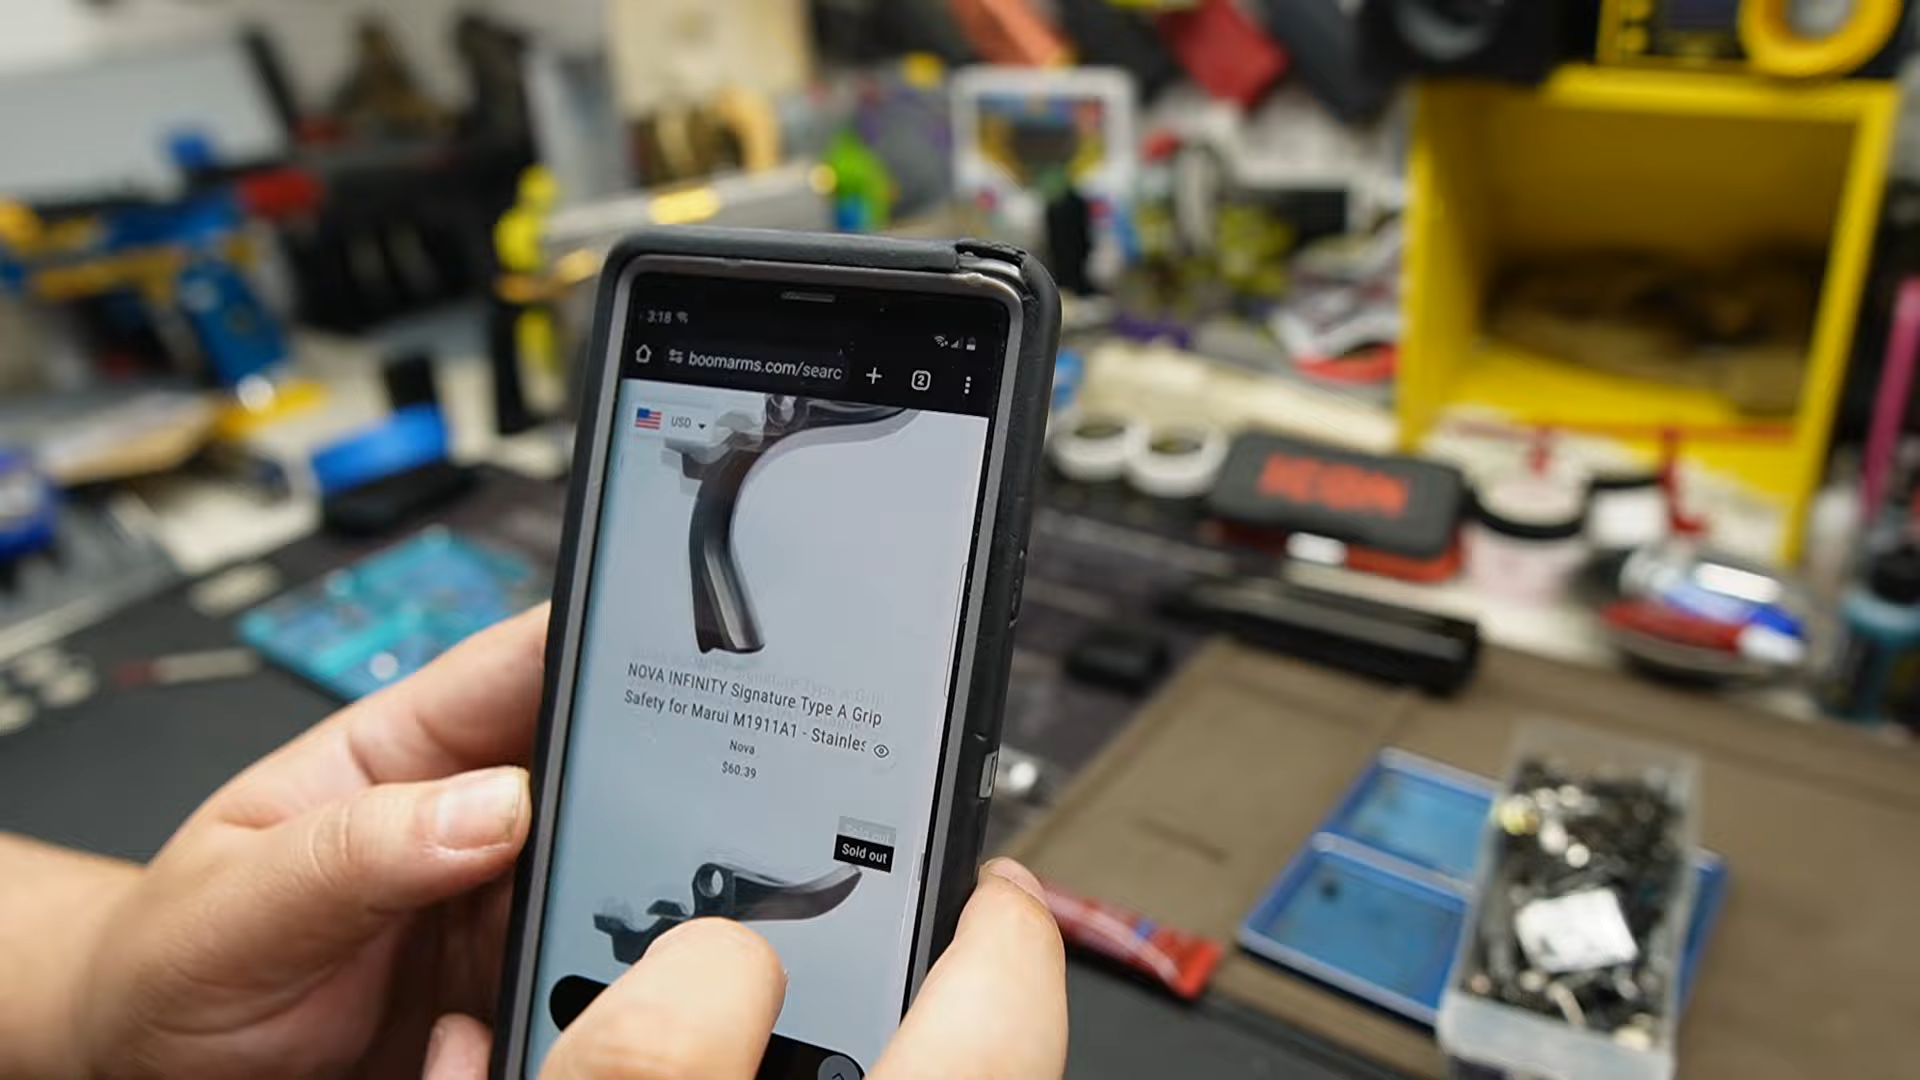 3:18
boomarms.com/searc
2
USD
NOVA INFINITY Signature Type A Grip
Safety for Marui M1911A1 - Stainles
Nova
$60.39
Sold out